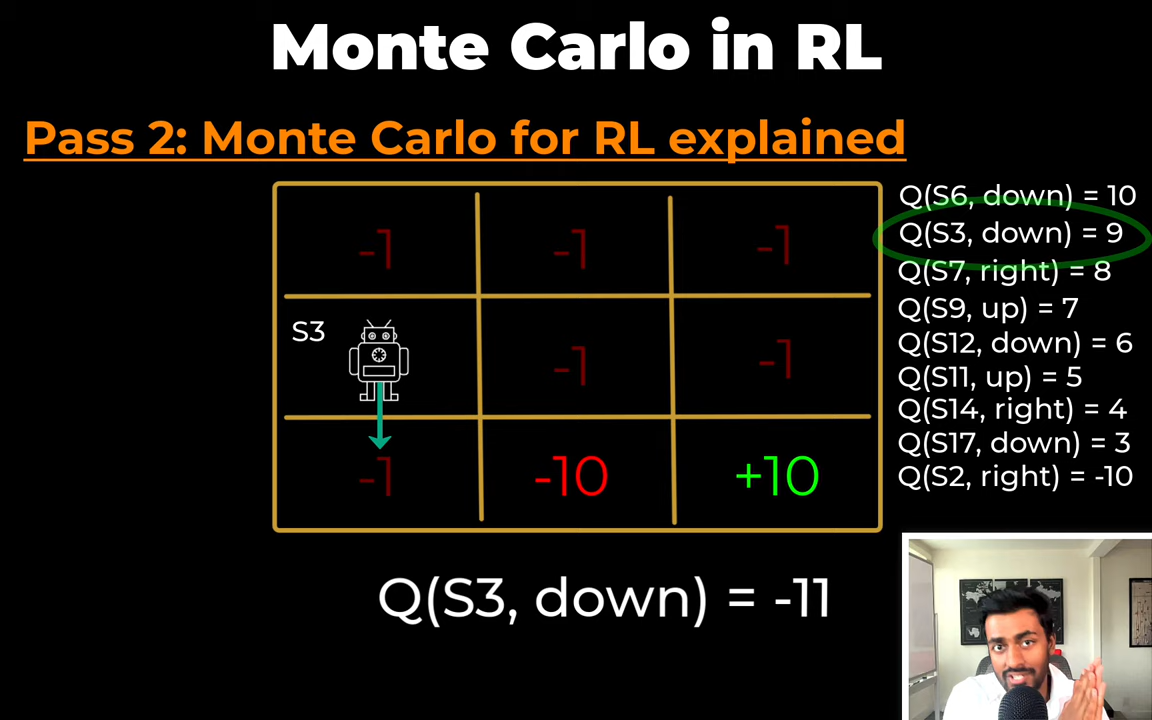 Monte Carlo in RL
Pass 2: Monte Carlo for RL explained
-1 -1 -1
S3 -1 -1
-1 -10 +10
Q(S6, down) = 10
Q(S3, down) = 9
Q(S7, right) = 8
Q(S9, up) = 7
Q(S12, down) = 6
Q(S11, up) = 5
Q(S14, right) = 4
Q(S17, down) = 3
Q(S2, right) = -10
Q(S3, down) = -11